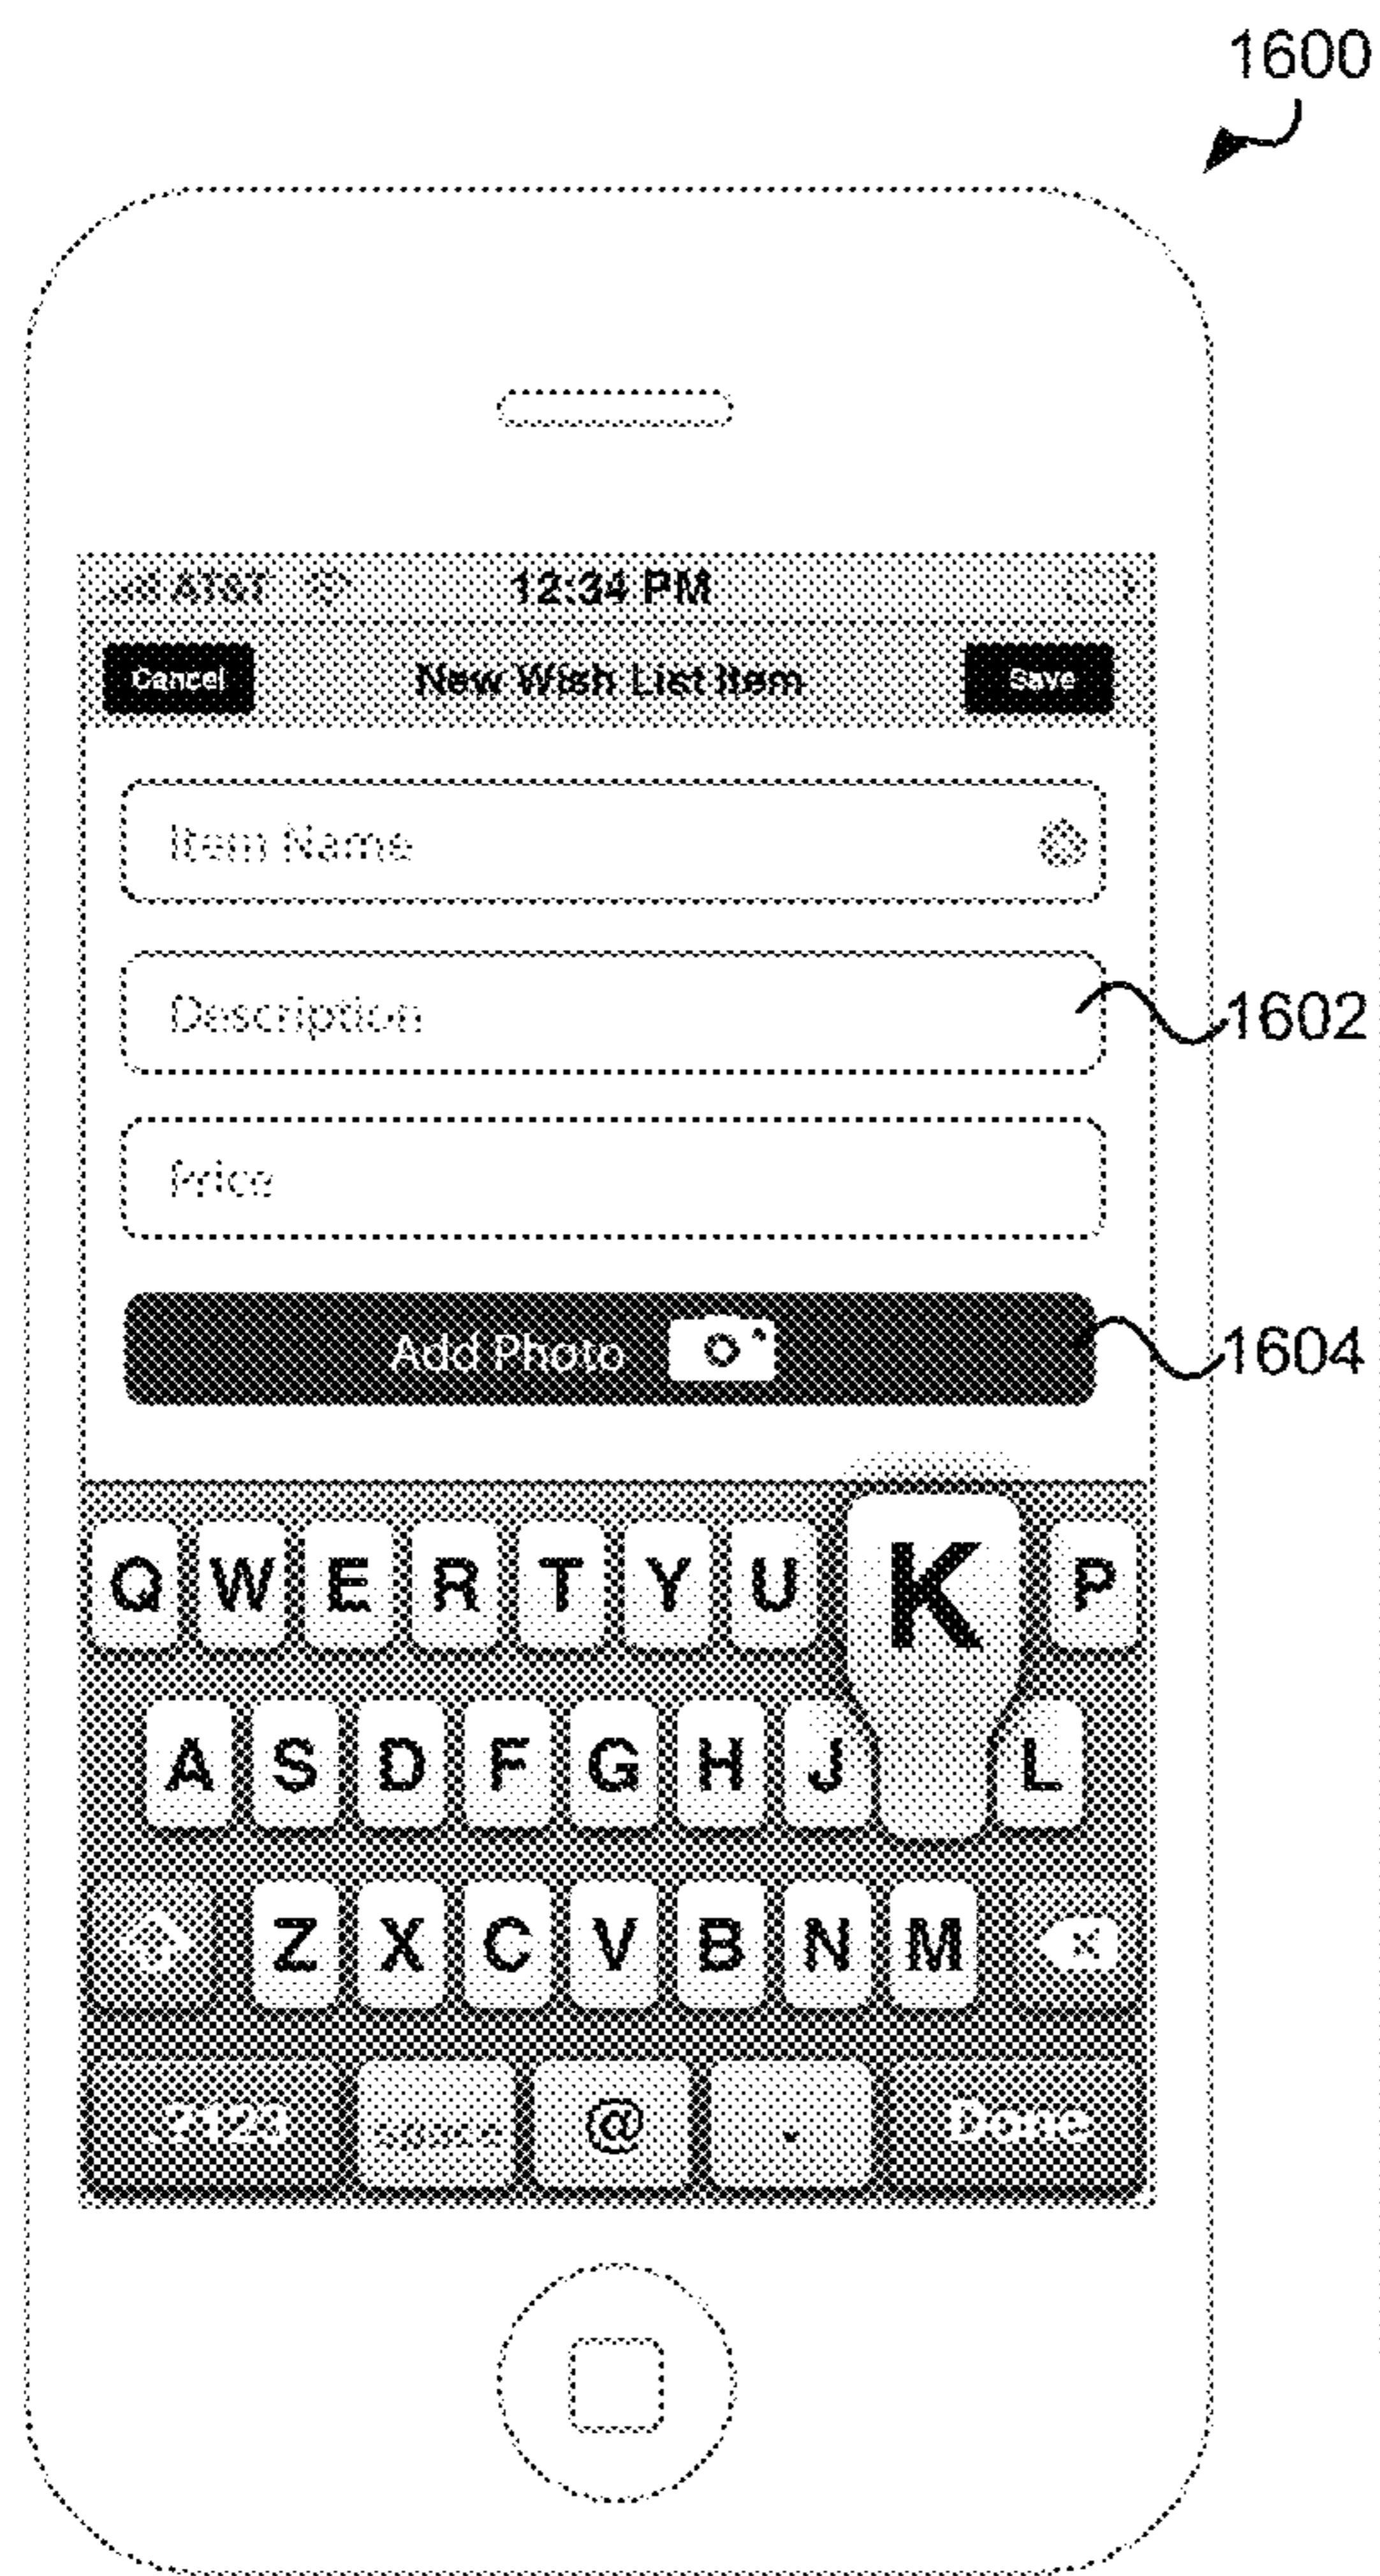 1600
AT&T 12:34 PM
Cancel New Wish List Item Save
Item Name
Description 1602
Price
Add Photo 1604
Q W E R T Y U K P
A S D F G H J L
Z X C V B N M
.?123 space @ . Done